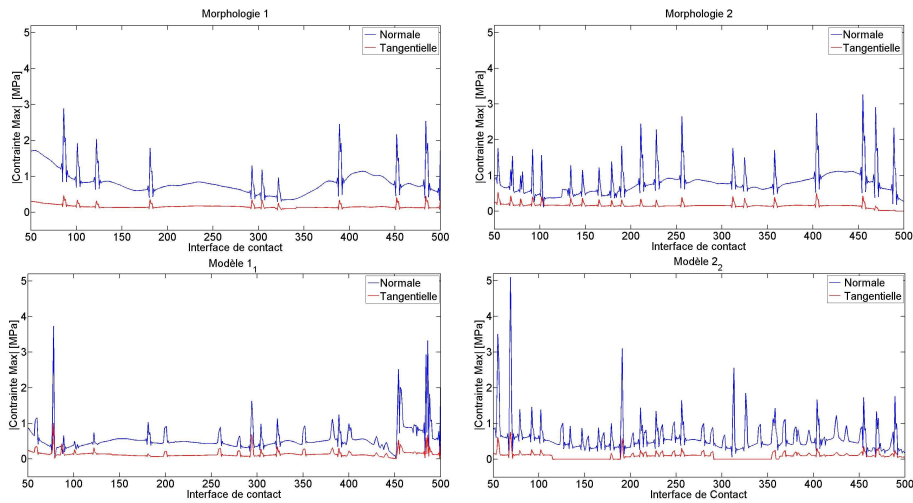 Morphologie 1
|Contrainte Max| [MPa]
5
4
3
2
1
0
Normale
Tangentielle
50 100 150 200 250 300 350 400 450 500
Interface de contact
Morphologie 2
|Contrainte Max| [MPa]
5
4
3
2
1
0
Normale
Tangentielle
50 100 150 200 250 300 350 400 450 500
Interface de contact
Modèle 1₁
|Contrainte Max| [MPa]
5
4
3
2
1
0
Normale
Tangentielle
50 100 150 200 250 300 350 400 450 500
Interface de contact
Modèle 2₂
|Contrainte Max| [MPa]
5
4
3
2
1
0
Normale
Tangentielle
50 100 150 200 250 300 350 400 450 500
Interface de Contact